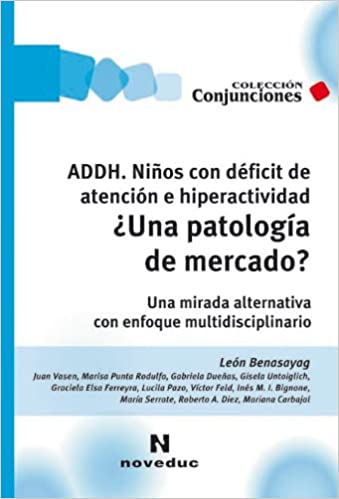 COLECCIÓN
Conjunciones
ADDH. Niños con déficit de
atención e hiperactividad
¿Una patología
de mercado?
Una mirada alternativa
con enfoque multidisciplinario
León Benasayag
Juan Vasen, Marisa Punta Rodulfo, Gabriela Dueñas, Gisela Untoiglich,
Graciela Elsa Ferreyra, Lucila Pazo, Víctor Feld, Inés M. I. Bignone,
María Serrate, Roberto A. Diez, Mariana Carbajal
N
noveduc